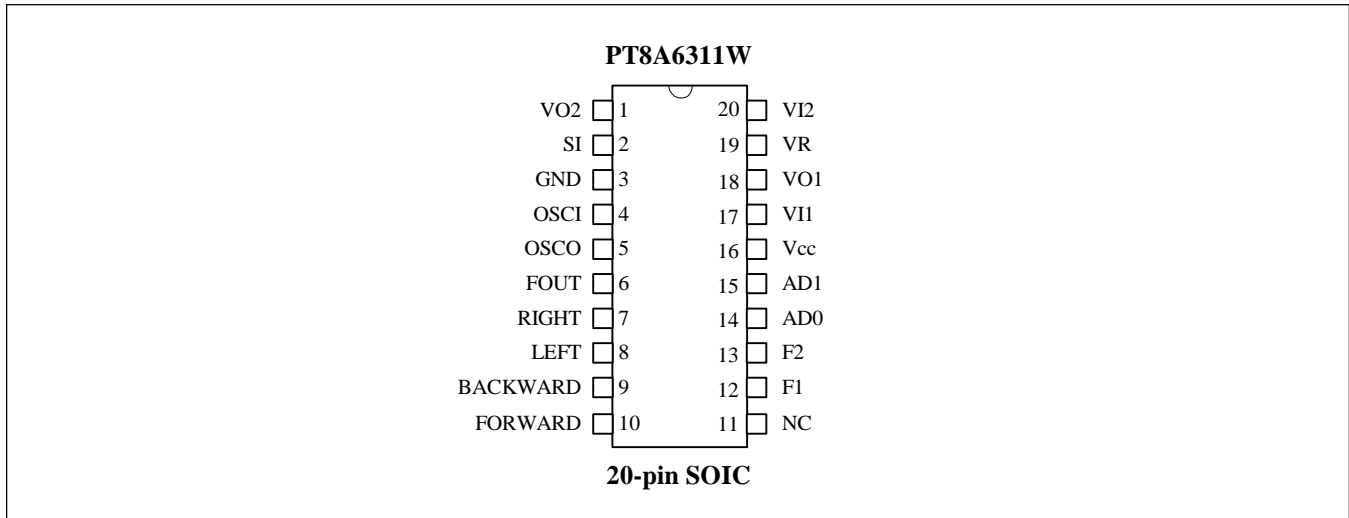 PT8A6311W
VO2 1 20 VI2
SI 2 19 VR
GND 3 18 VO1
OSCI 4 17 VI1
OSCO 5 16 Vcc
FOUT 6 15 AD1
RIGHT 7 14 AD0
LEFT 8 13 F2
BACKWARD 9 12 F1
FORWARD 10 11 NC
20-pin SOIC